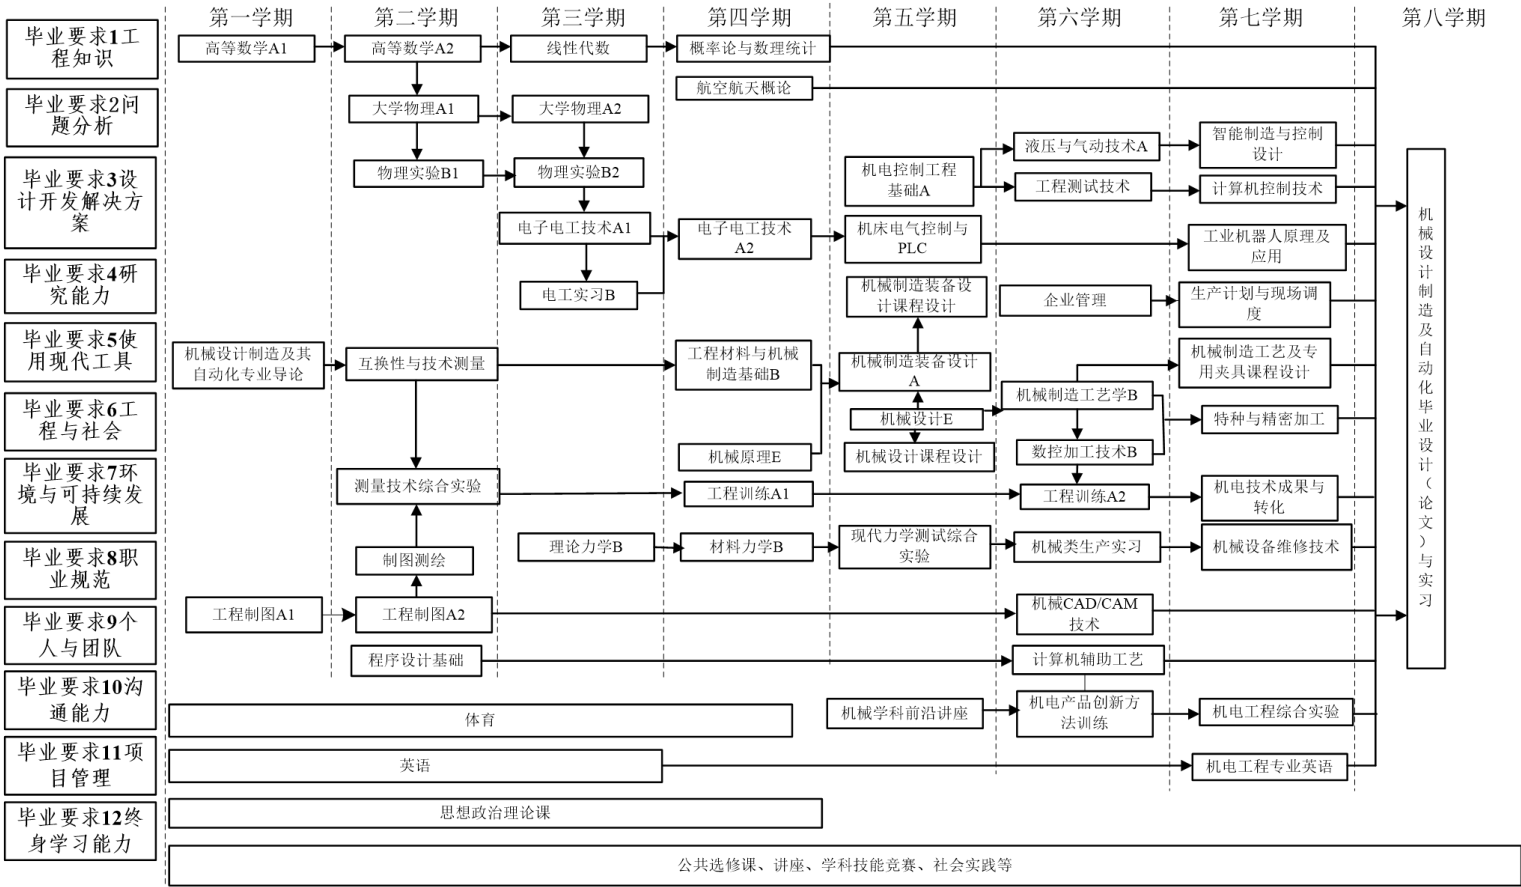 第一学期
第二学期
第三学期
第四学期
第五学期
第六学期
第七学期
第八学期
毕业要求1工
程知识
毕业要求2问
题分析
毕业要求3设
计开发解决方
案
毕业要求4研
究能力
毕业要求5使
用现代工具
毕业要求6工
程与社会
毕业要求7环
境与可持续发
展
毕业要求8职
业规范
毕业要求9个
人与团队
毕业要求10沟
通能力
毕业要求11项
目管理
毕业要求12终
身学习能力
高等数学A1
高等数学A2
线性代数
概率论与数理统计
航空航天概论
大学物理A1
大学物理A2
物理实验B1
物理实验B2
机电控制工程
基础A
液压与气动技术A
智能制造与控制
设计
工程测试技术
计算机控制技术
电子电工技术A1
电子电工技术
A2
机床电气控制与
PLC
工业机器人原理及
应用
电工实习B
机械制造装备设
计课程设计
企业管理
生产计划与现场调
度
机械设计制造及其
自动化专业导论
互换性与技术测量
工程材料与机械
制造基础B
机械制造装备设计
A
机械制造工艺及专
用夹具课程设计
机械制造工艺学B
机械设计E
特种与精密加工
机械原理E
机械设计课程设计
数控加工技术B
测量技术综合实验
工程训练A1
工程训练A2
机电技术成果与
转化
制图测绘
理论力学B
材料力学B
现代力学测试综合
实验
机械类生产实习
机械设备维修技术
工程制图A1
工程制图A2
机械CAD/CAM
技术
程序设计基础
计算机辅助工艺
体育
机械学科前沿讲座
机电产品创新方
法训练
机电工程综合实验
英语
机电工程专业英语
思想政治理论课
公共选修课、讲座、学科技能竞赛、社会实践等
机械设计制造及自动化毕业设计（论文）与实习